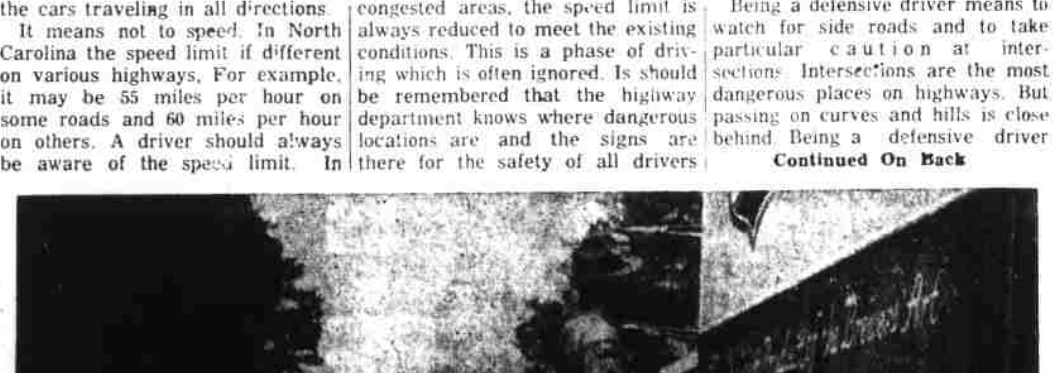 the cars traveling in all directions.
It means not to speed. In North
Carolina the speed limit if different
on various highways, For example,
it may be 55 miles per hour on
some roads and 60 miles per hour
on others. A driver should always
be aware of the speed limit. In
congested areas, the speed limit is
always reduced to meet the existing
conditions. This is a phase of driv-
ing which is often ignored. Is should
be remembered that the highway
department knows where dangerous
locations are and the signs are
there for the safety of all drivers
Being a defensive driver means to
watch for side roads and to take
particular caution at inter-
sections. Intersections are the most
dangerous places on highways. But
passing on curves and hills is close
behind. Being a defensive driver
Continued On Back
Art